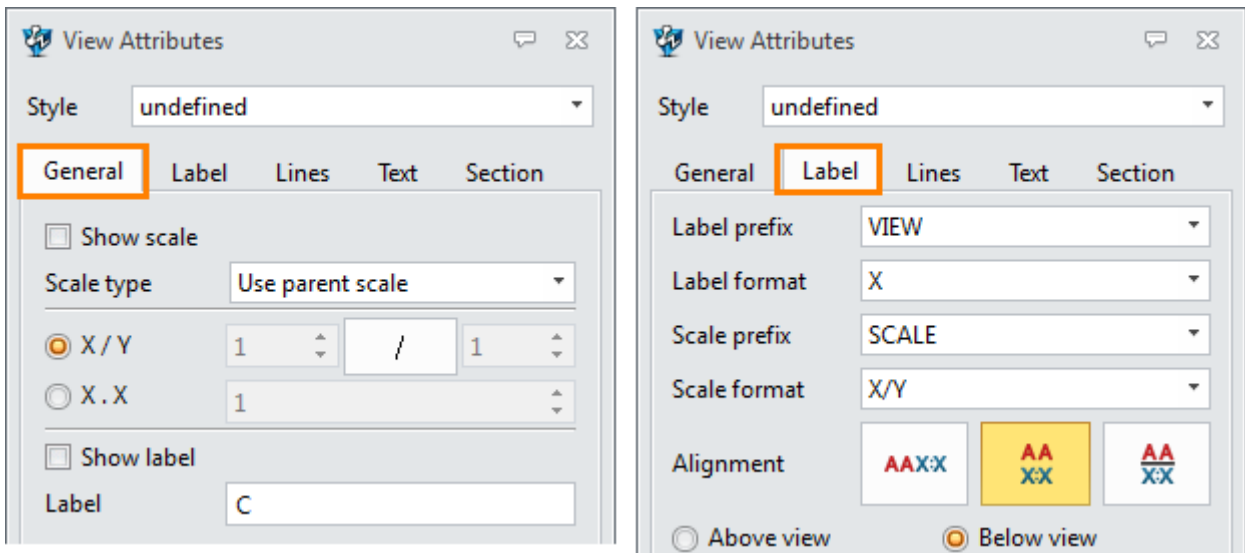 View Attributes
Style undefined
General Label Lines Text Section
Show scale
Scale type Use parent scale
X / Y 1 / 1
X . X 1
Show label
Label C
View Attributes
Style undefined
General Label Lines Text Section
Label prefix VIEW
Label format X
Scale prefix SCALE
Scale format X/Y
Alignment AAX:X AA X:X AA X:X
Above view Below view